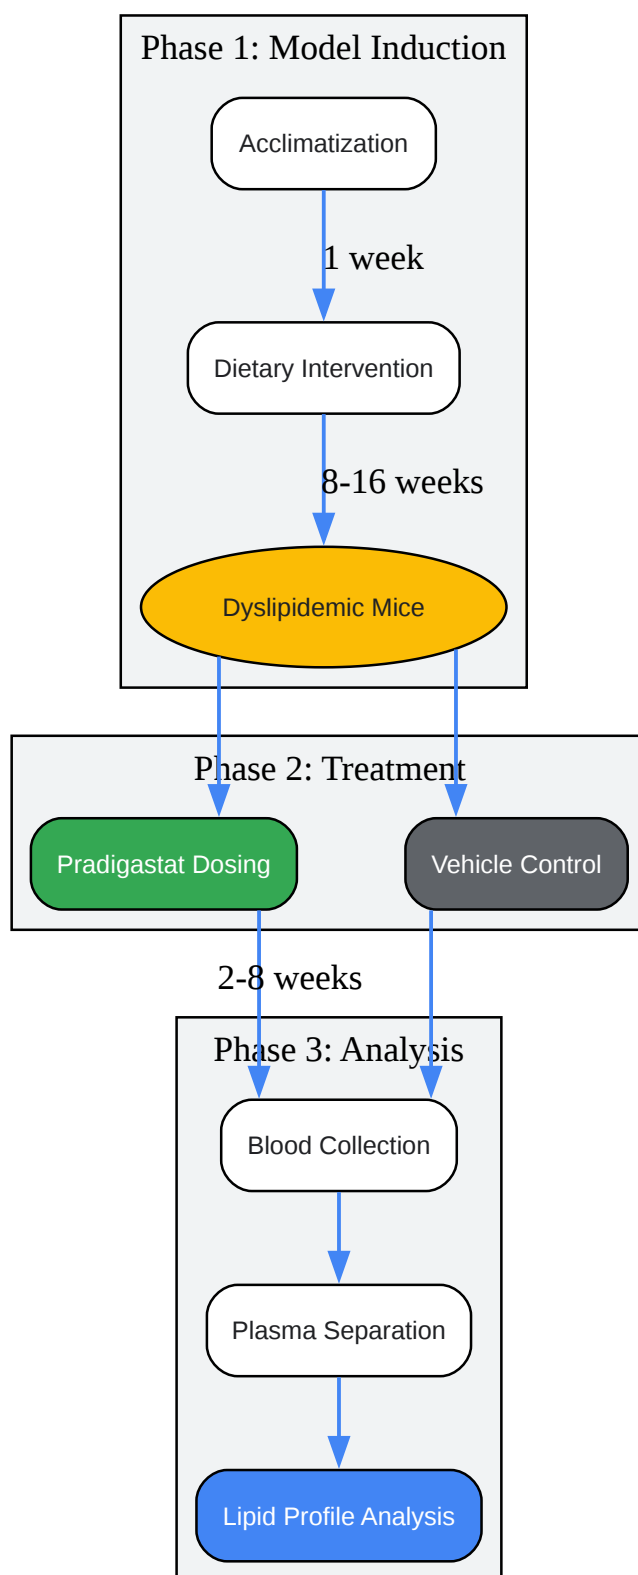 Phase 1: Model Induction
Acclimatization
1 week
Dietary Intervention
8-16 weeks
Dyslipidemic Mice
Phase 2: Treatment
Pradigastat Dosing
Vehicle Control
2-8 weeks
Phase 3: Analysis
Blood Collection
Plasma Separation
Lipid Profile Analysis